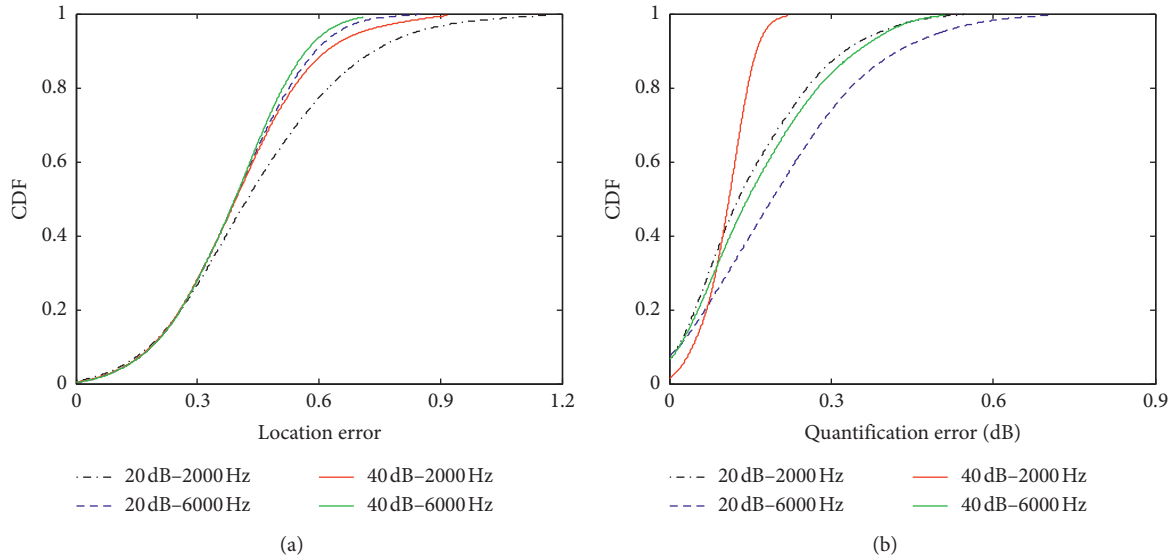 1
0.8
0.6
0.4
0.2
0
CDF
0
0.3
0.6
0.9
1.2
Location error
20 dB–2000 Hz
40 dB–2000 Hz
20 dB–6000 Hz
40 dB–6000 Hz
(a)
1
0.8
0.6
0.4
0.2
0
CDF
0
0.3
0.6
0.9
Quantification error (dB)
20 dB–2000 Hz
40 dB–2000 Hz
20 dB–6000 Hz
40 dB–6000 Hz
(b)